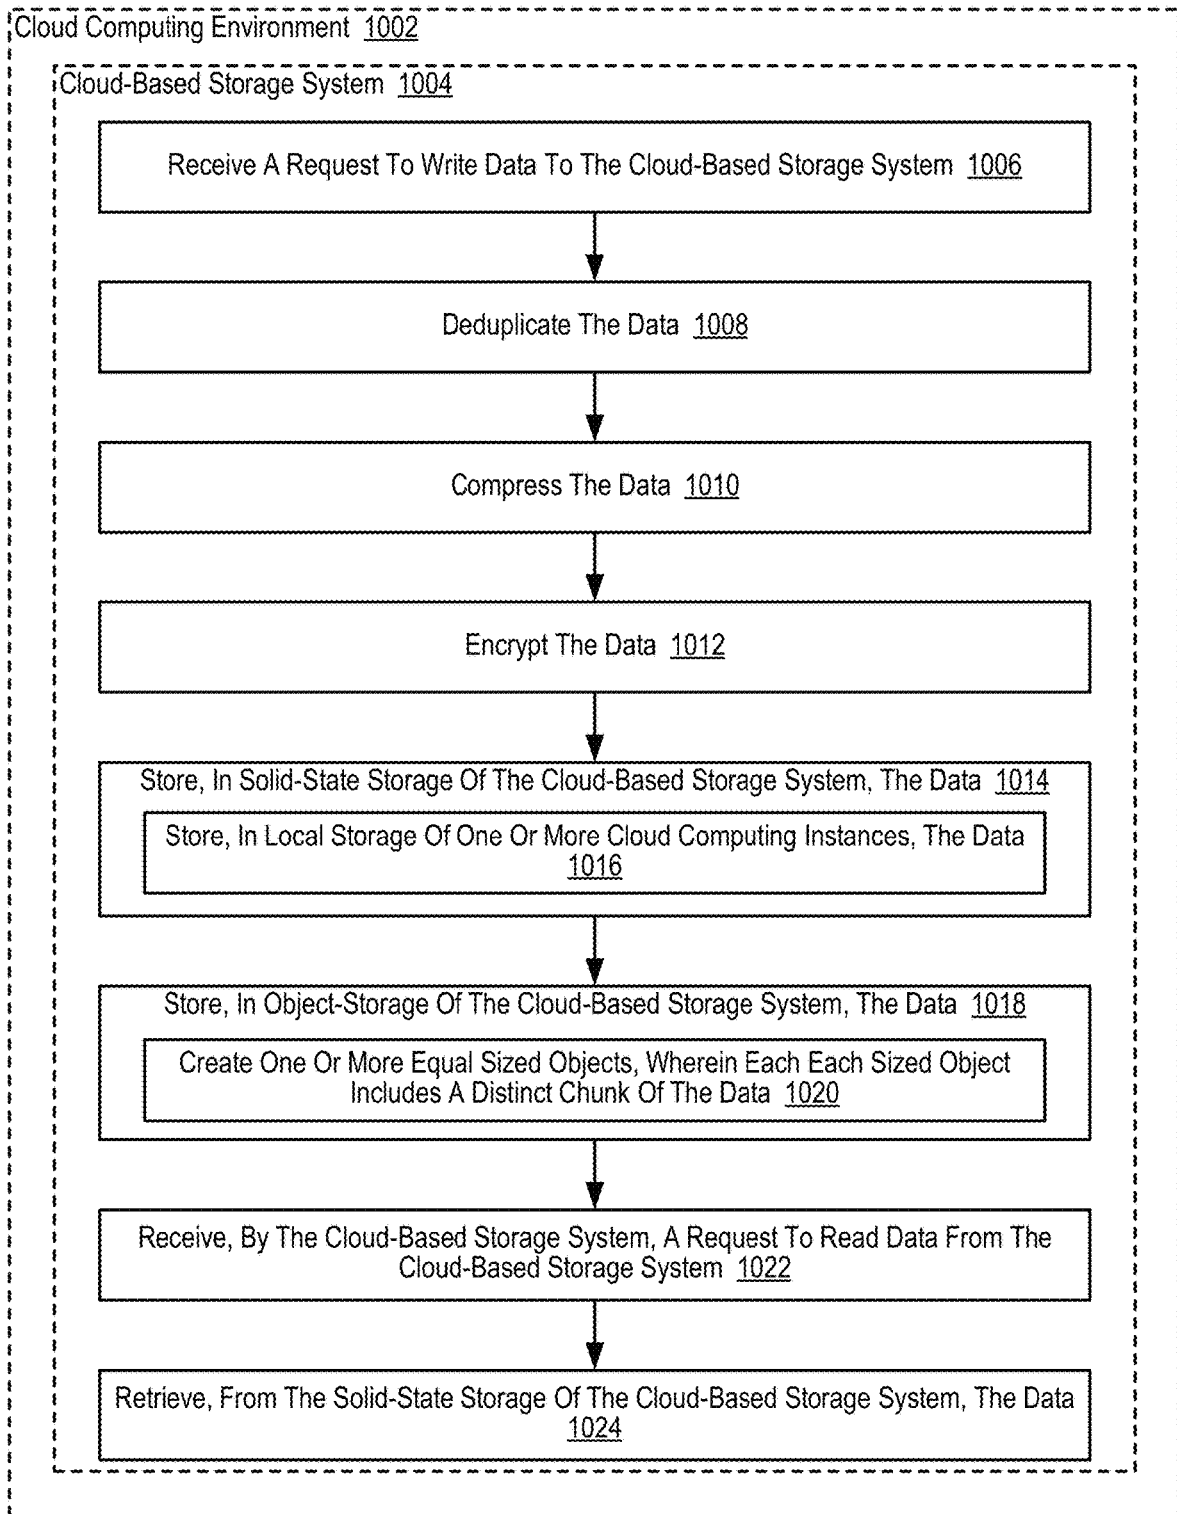 Cloud Computing Environment 1002
Cloud-Based Storage System 1004
Receive A Request To Write Data To The Cloud-Based Storage System 1006
Deduplicate The Data 1008
Compress The Data 1010
Encrypt The Data 1012
Store, In Solid-State Storage Of The Cloud-Based Storage System, The Data 1014
Store, In Local Storage Of One Or More Cloud Computing Instances, The Data
1016
Store, In Object-Storage Of The Cloud-Based Storage System, The Data 1018
Create One Or More Equal Sized Objects, Wherein Each Each Sized Object
Includes A Distinct Chunk Of The Data 1020
Receive, By The Cloud-Based Storage System, A Request To Read Data From The
Cloud-Based Storage System 1022
Retrieve, From The Solid-State Storage Of The Cloud-Based Storage System, The Data
1024